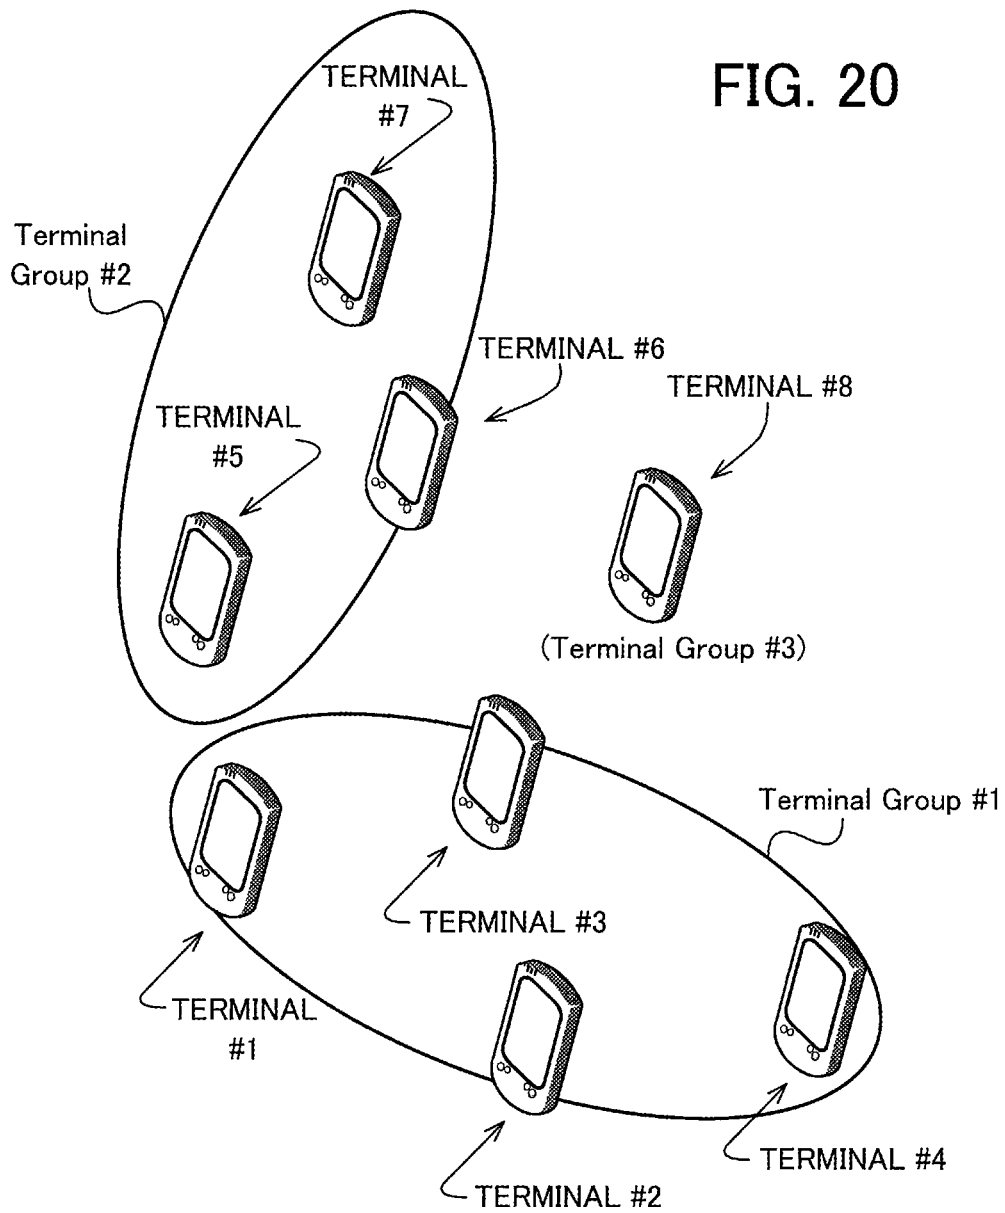 FIG. 20
TERMINAL
#7
Terminal
Group #2
TERMINAL #6
TERMINAL #8
TERMINAL
#5
(Terminal Group #3)
Terminal Group #1
TERMINAL #3
TERMINAL
#1
TERMINAL #4
TERMINAL #2